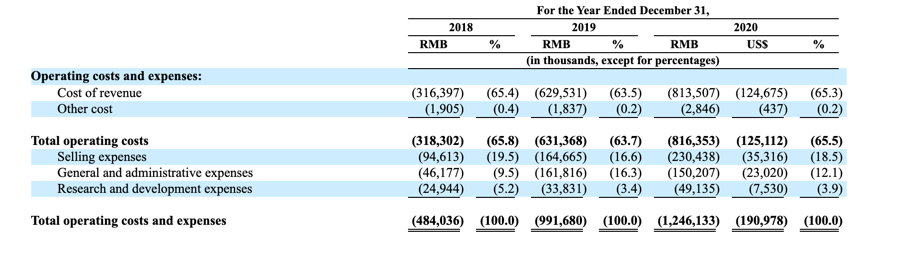 For the Year Ended December 31,
2018 2019 2020
RMB % RMB % RMB US$ %
(in thousands, except for percentages)
Operating costs and expenses:
Cost of revenue (316,397) (65.4) (629,531) (63.5) (813,507) (124,675) (65.3)
Other cost (1,905) (0.4) (1,837) (0.2) (2,846) (437) (0.2)
Total operating costs (318,302) (65.8) (631,368) (63.7) (816,353) (125,112) (65.5)
Selling expenses (94,613) (19.5) (164,665) (16.6) (230,438) (35,316) (18.5)
General and administrative expenses (46,177) (9.5) (161,816) (16.3) (150,207) (23,020) (12.1)
Research and development expenses (24,944) (5.2) (33,831) (3.4) (49,135) (7,530) (3.9)
Total operating costs and expenses (484,036) (100.0) (991,680) (100.0) (1,246,133) (190,978) (100.0)